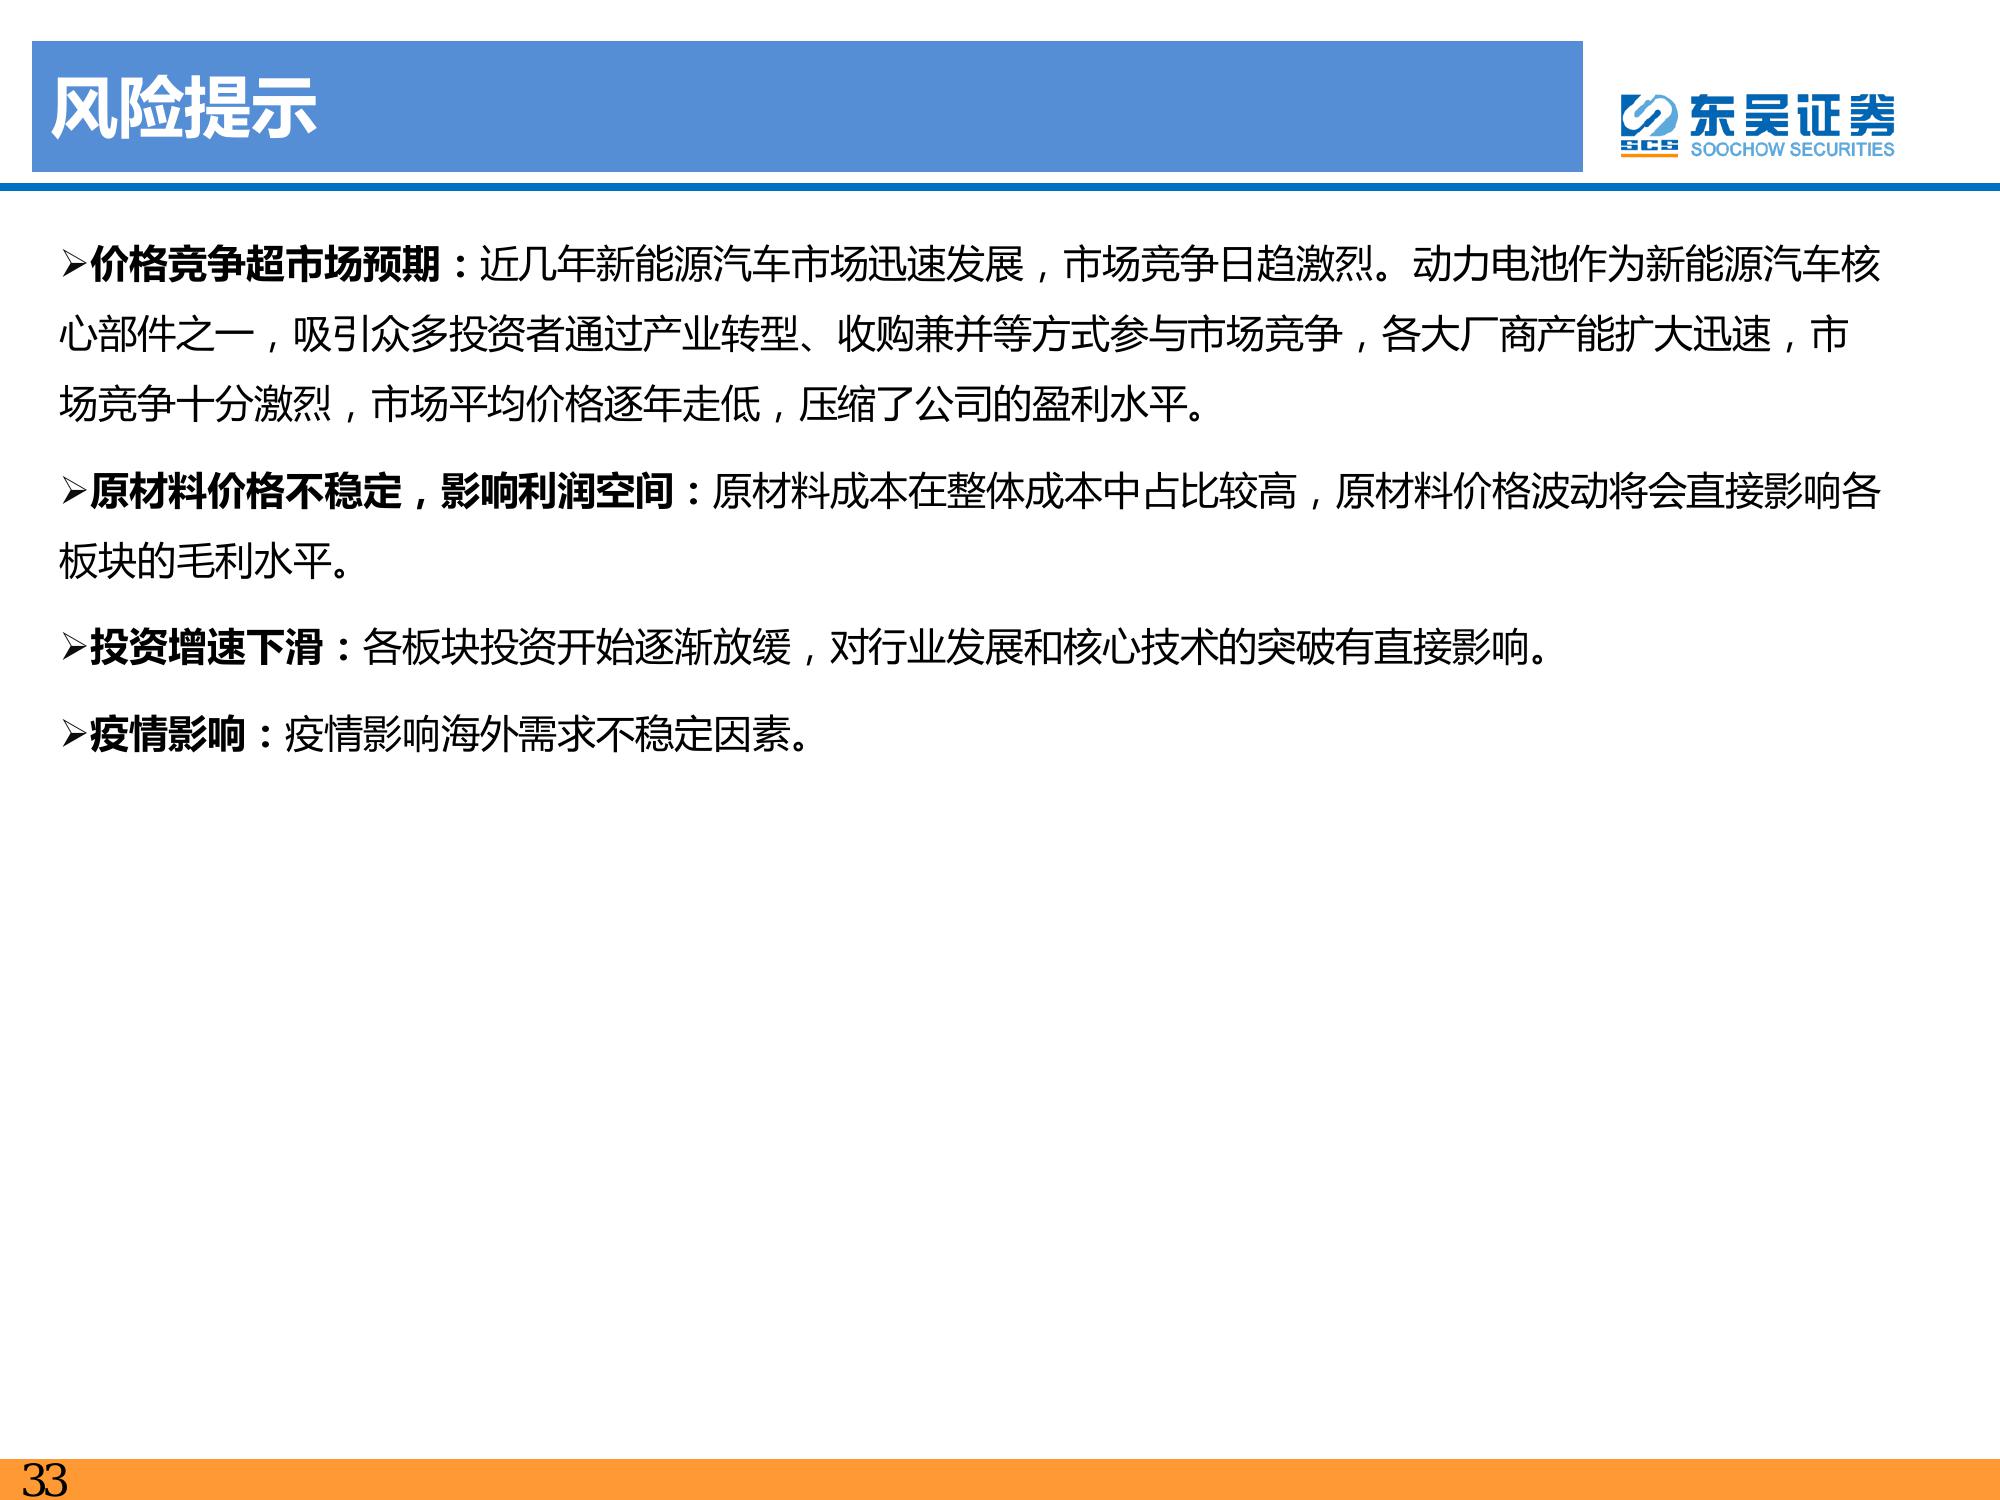 风险提示
SCS
东吴证券
SOOCHOW SECURITIES
➢价格竞争超市场预期：近几年新能源汽车市场迅速发展，市场竞争日趋激烈。动力电池作为新能源汽车核
心部件之一，吸引众多投资者通过产业转型、收购兼并等方式参与市场竞争，各大厂商产能扩大迅速，市
场竞争十分激烈，市场平均价格逐年走低，压缩了公司的盈利水平。
➢原材料价格不稳定，影响利润空间：原材料成本在整体成本中占比较高，原材料价格波动将会直接影响各
板块的毛利水平。
➢投资增速下滑：各板块投资开始逐渐放缓，对行业发展和核心技术的突破有直接影响。
➢疫情影响：疫情影响海外需求不稳定因素。
33